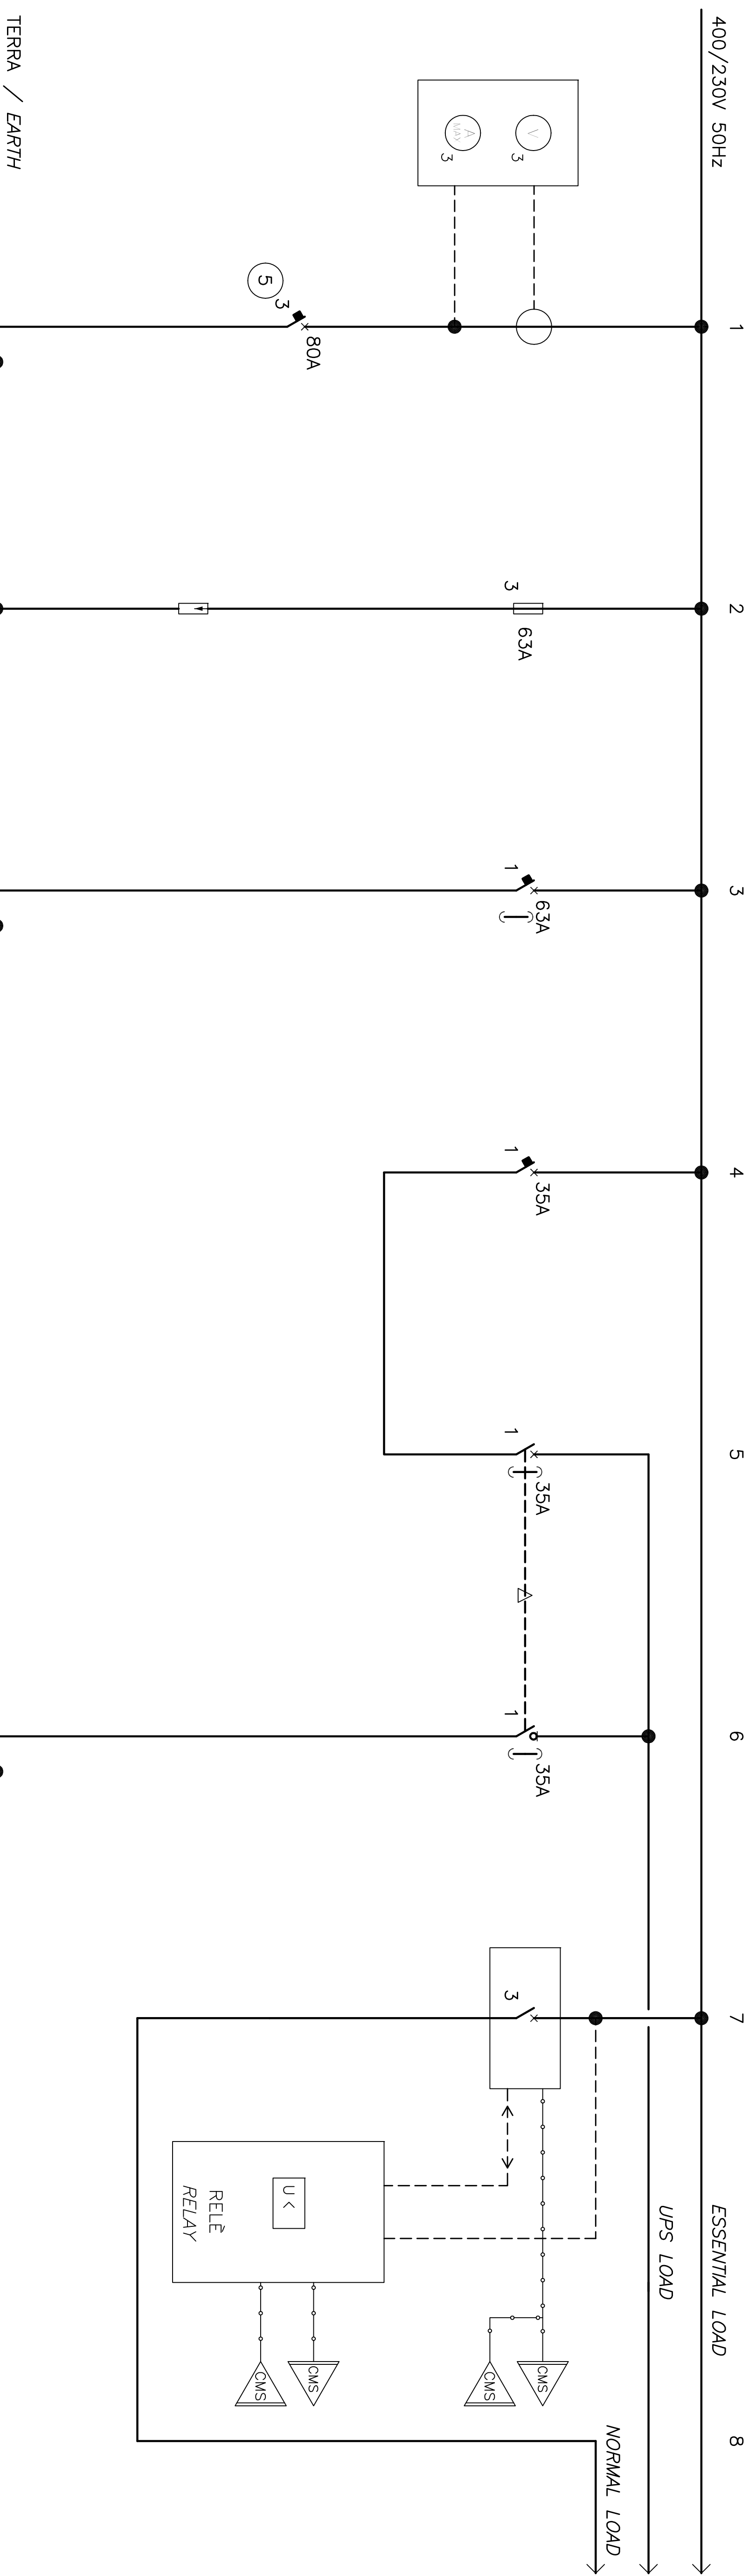 400/230V 50Hz
1
2
3
4
5
6
7
8
ESSENTIAL LOAD
UPS LOAD
NORMAL LOAD
V
3
A
MAX
3
5
3
80A
3
63A
1
63A
1
35A
1
35A
1
35A
3
U <
RELÈ
RELAY
CMS
CMS
CMS
CMS
TERRA / EARTH